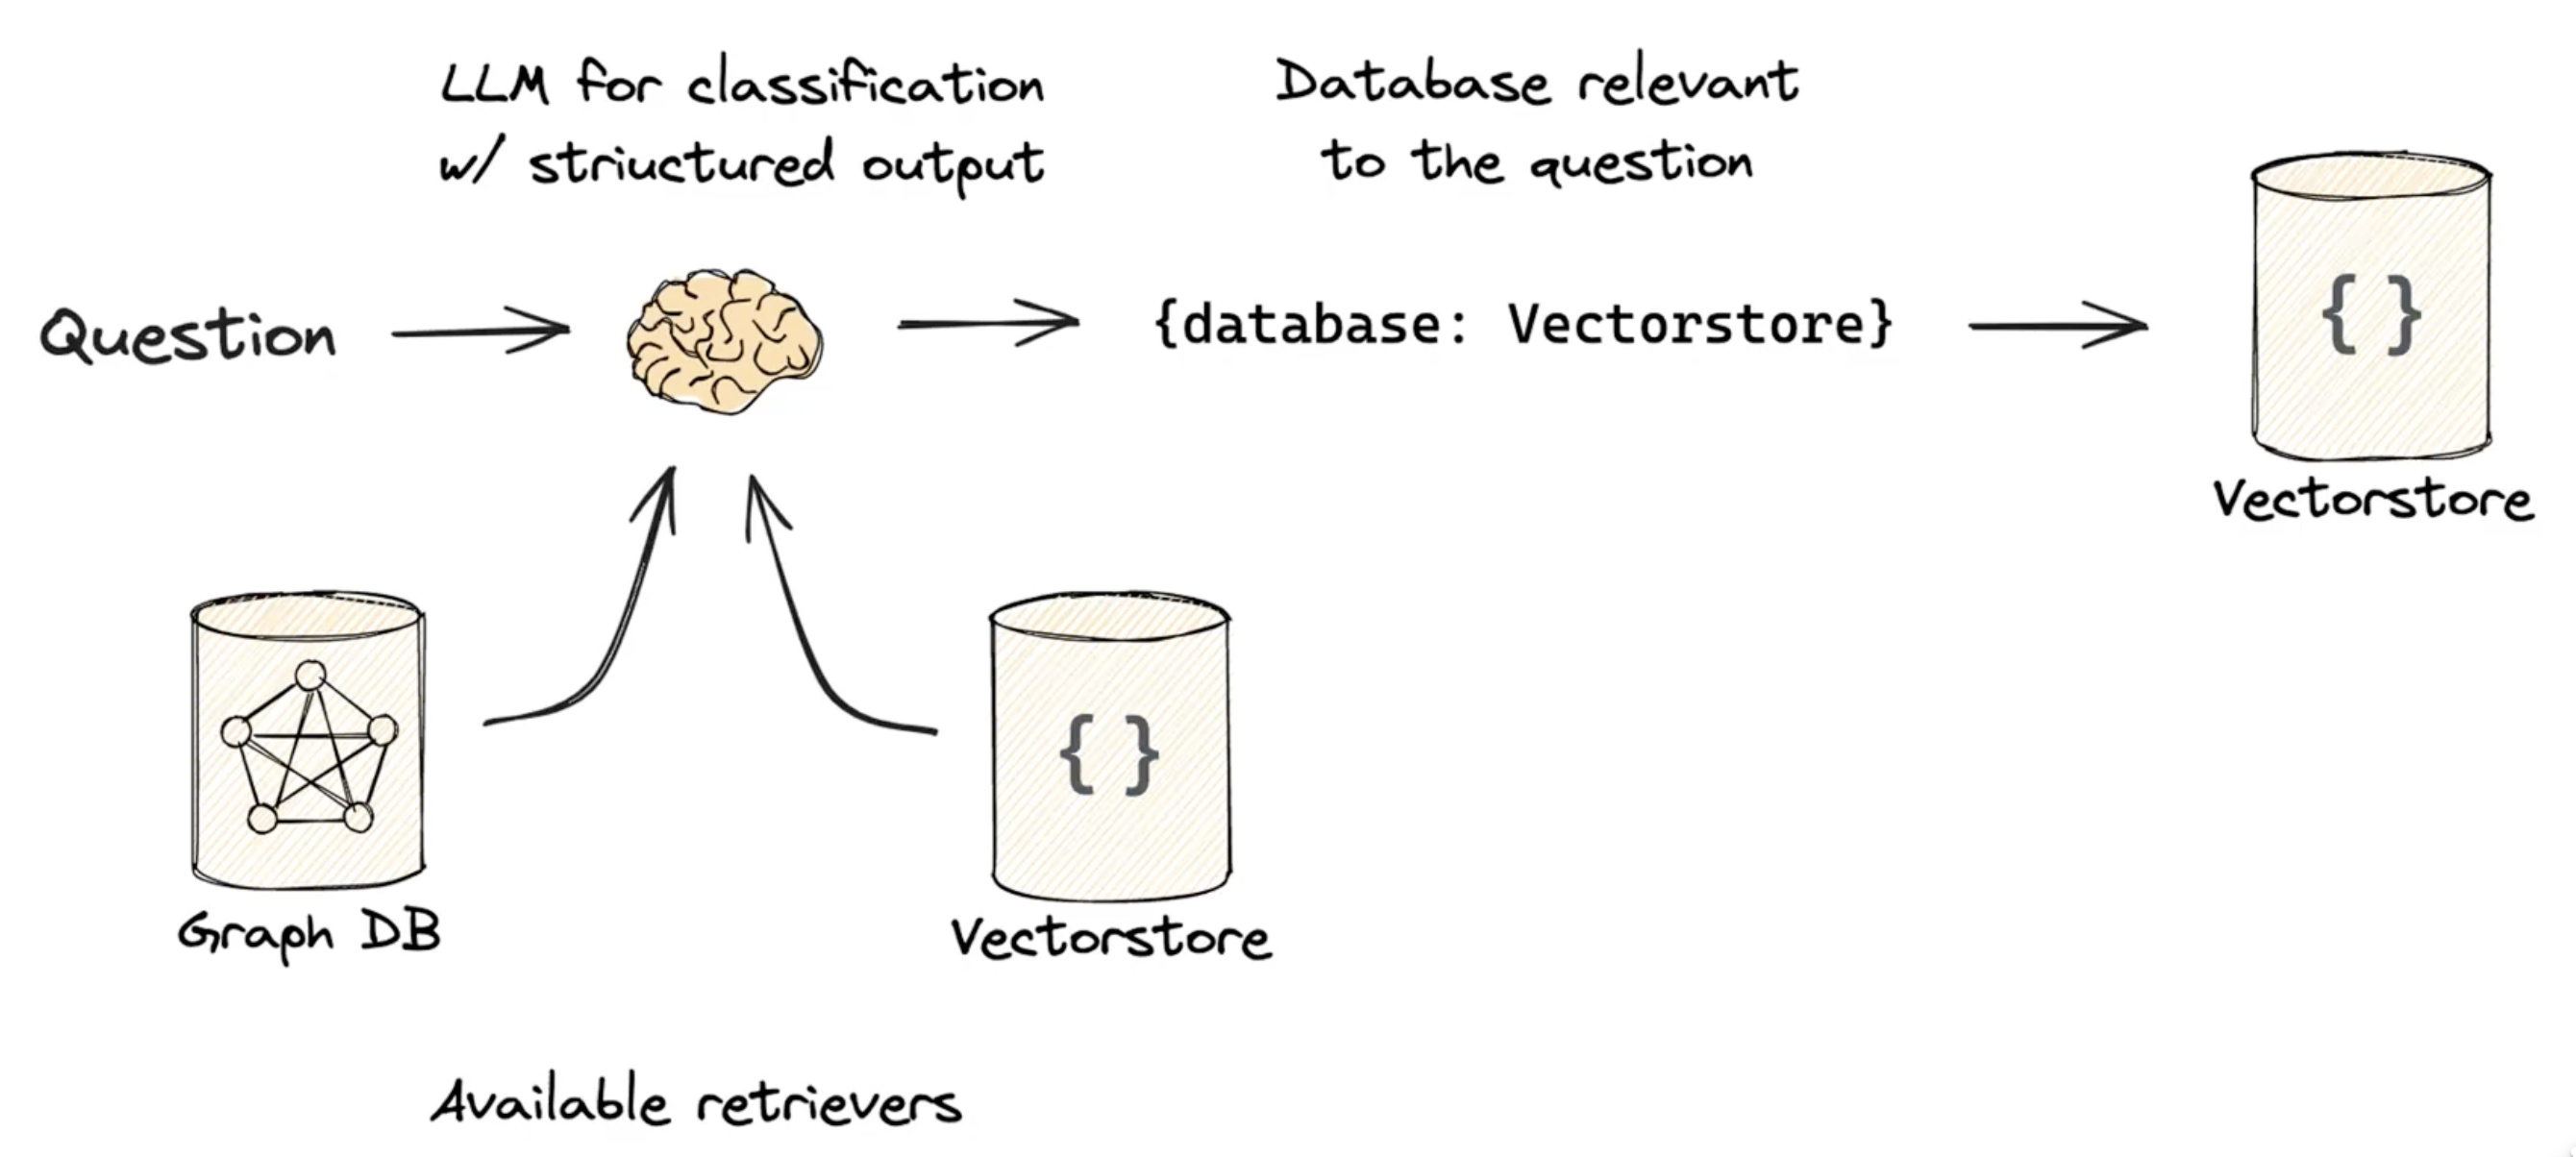 LLM for classification
w/ striuctured output
Database relevant
to the question
Question
{database: Vectorstore}
{ }
Vectorstore
Graph DB
{ }
Vectorstore
Available retrievers